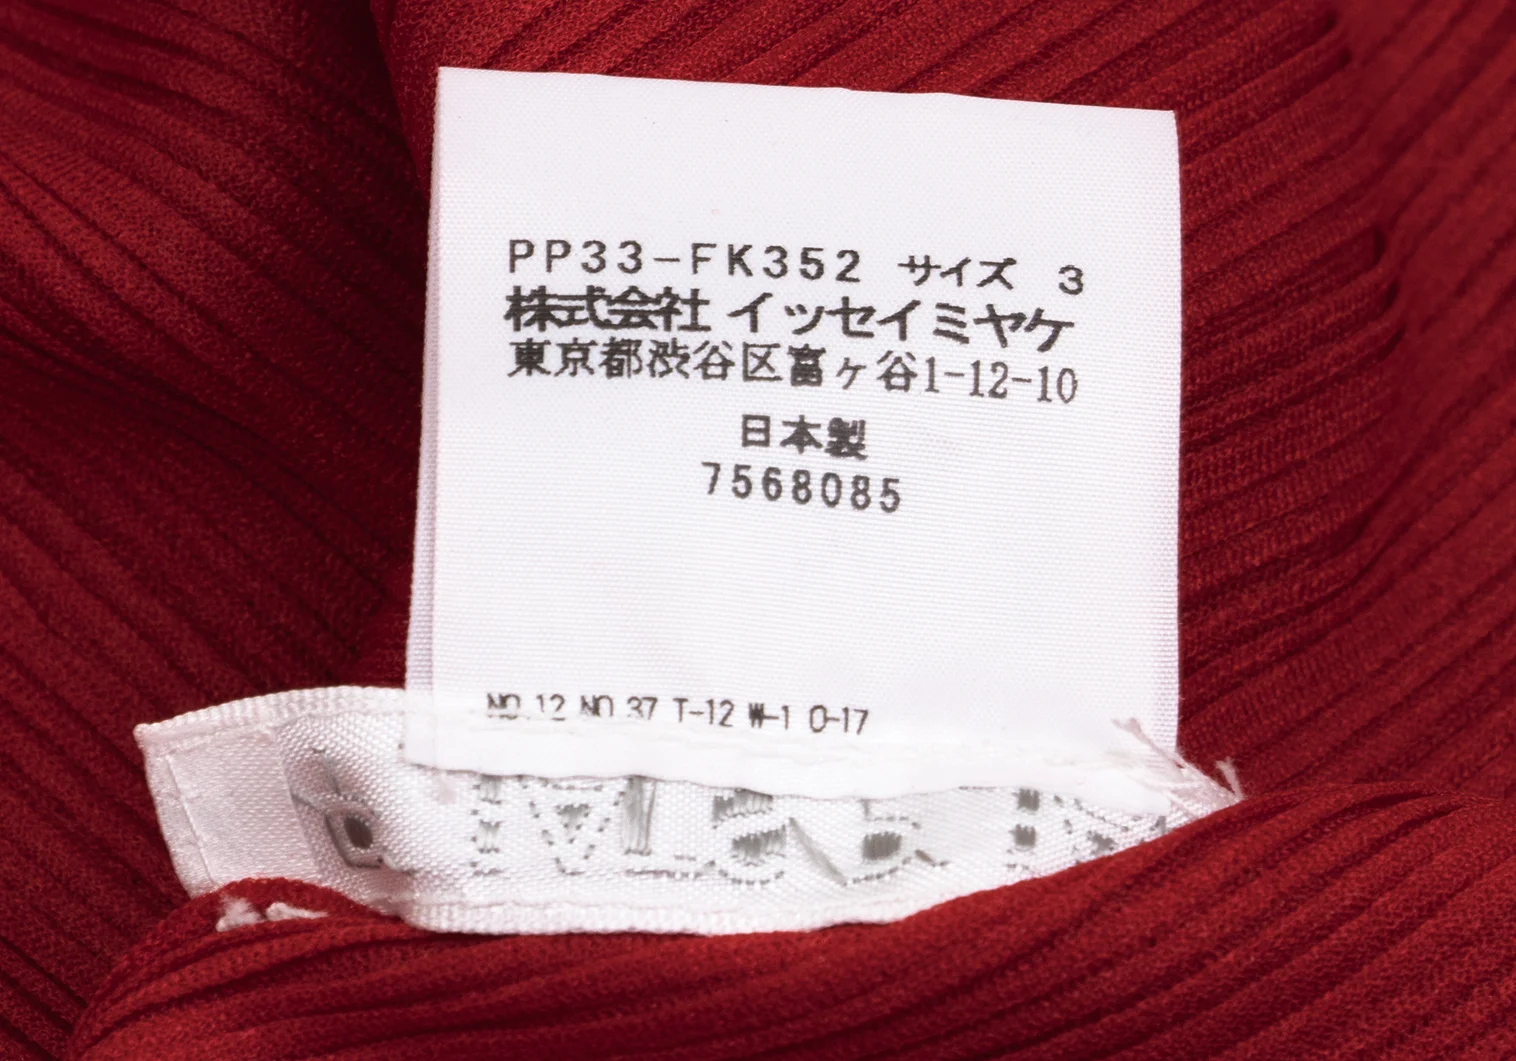 PP33-FK352 サイズ 3
株式会社 イッセイミヤケ
東京都渋谷区富ヶ谷1-12-10
日本製
7568085
NO.12 NO.37 T-12 W-1 O-17